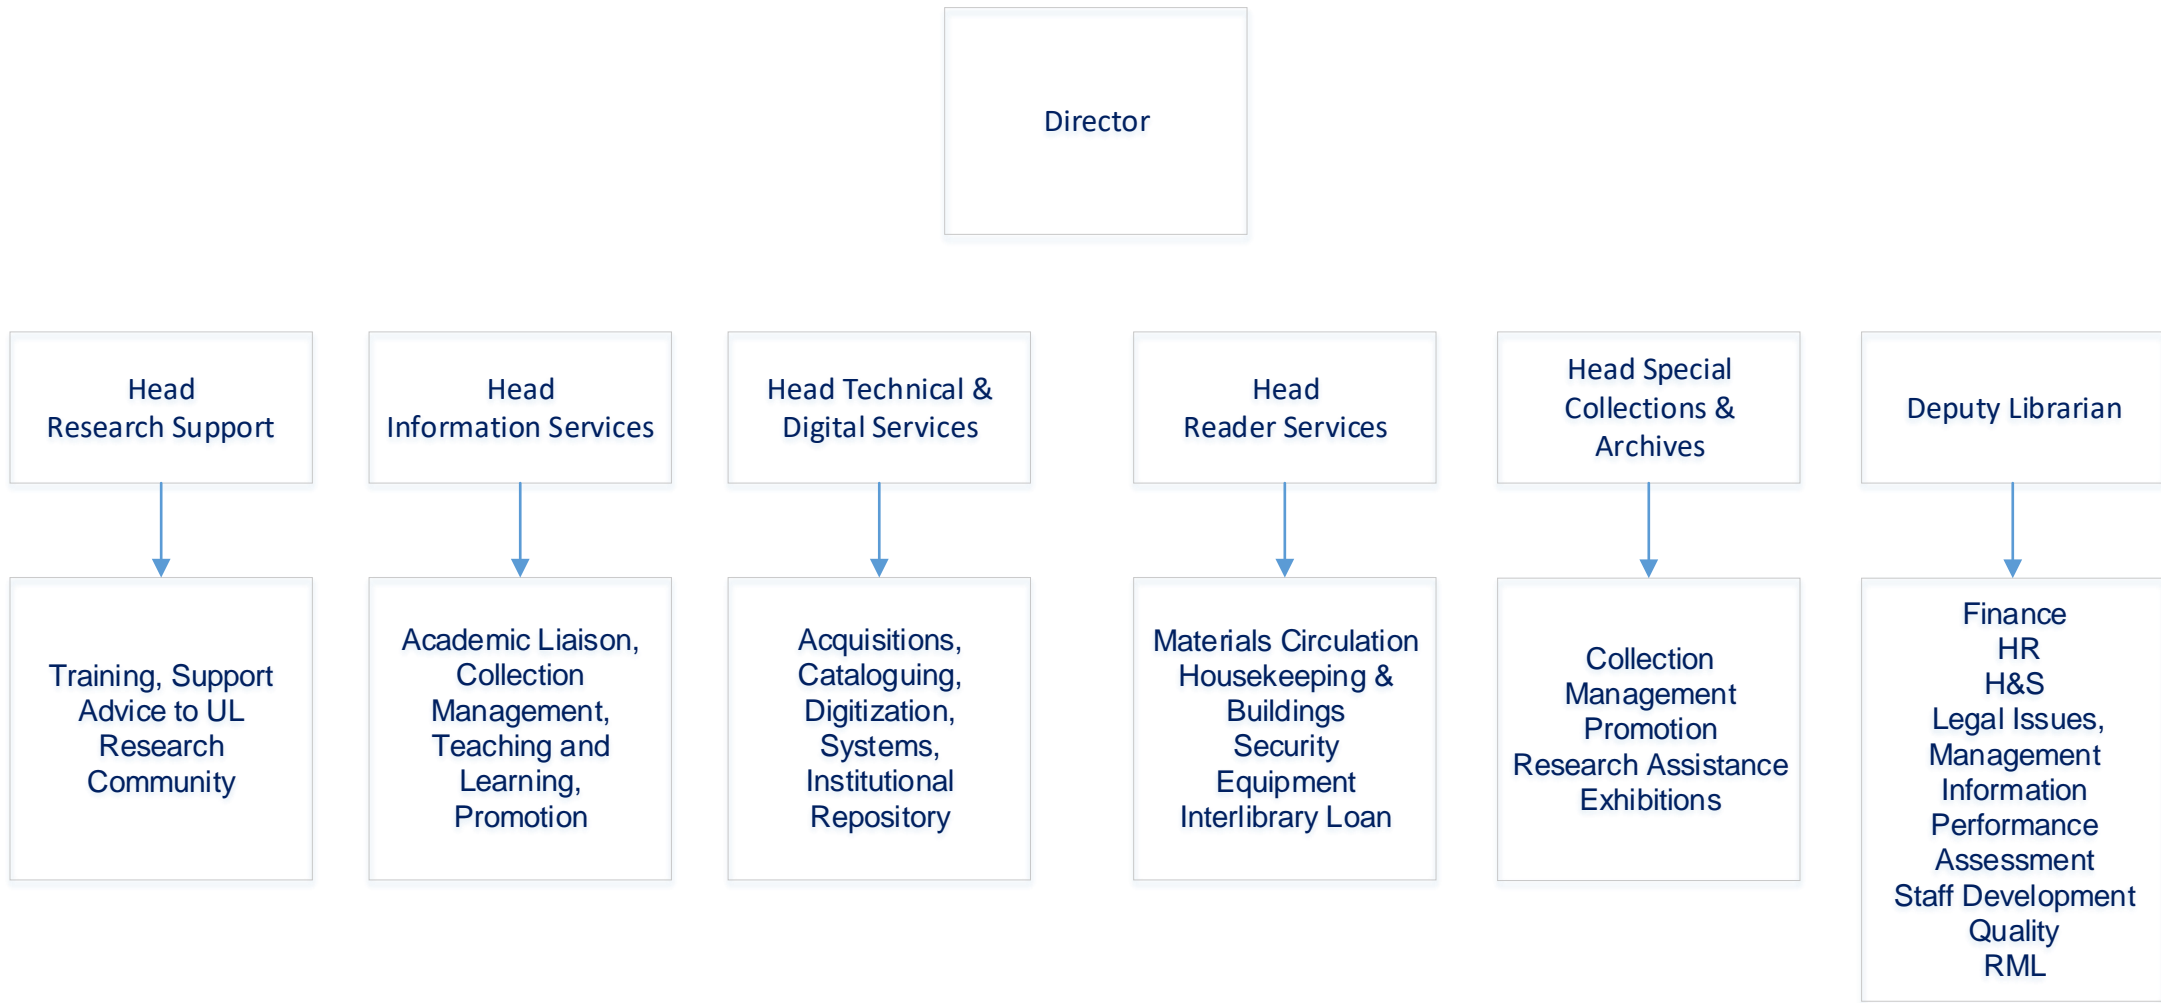 Director
Head
Research Support
Head
Information Services
Head Technical &
Digital Services
Head
Reader Services
Head Special
Collections &
Archives
Deputy Librarian
Training, Support
Advice to UL
Research
Community
Academic Liaison,
Collection
Management,
Teaching and
Learning,
Promotion
Acquisitions,
Cataloguing,
Digitization,
Systems,
Institutional
Repository
Materials Circulation
Housekeeping &
Buildings
Security
Equipment
Interlibrary Loan
Collection
Management
Promotion
Research Assistance
Exhibitions
Finance
HR
H&S
Legal Issues,
Management
Information
Performance
Assessment
Staff Development
Quality
RML